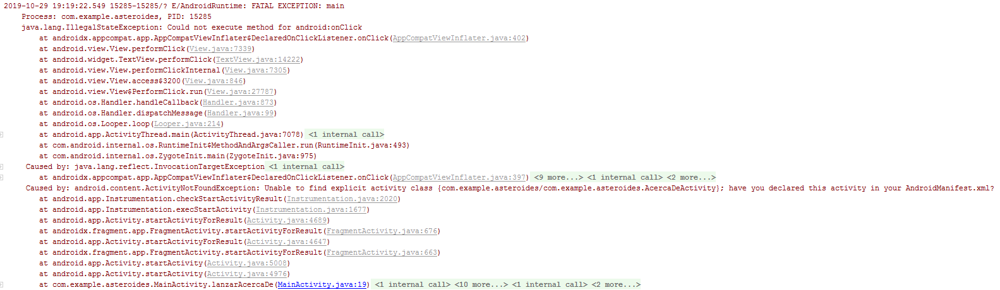 2019-10-29 19:19:22.549 15285-15285/? E/AndroidRuntime: FATAL EXCEPTION: main
Process: com.example.asteroides, PID: 15285
java.lang.IllegalStateException: Could not execute method for android:onClick
at androidx.appcompat.app.AppCompatViewInflater$DeclaredOnClickListener.onClick(AppCompatViewInflater.java:402)
at android.view.View.performClick(View.java:7339)
at android.widget.TextView.performClick(TextView.java:14222)
at android.view.View.performClickInternal(View.java:7305)
at android.view.View.access$3200(View.java:846)
at android.view.View$PerformClick.run(View.java:27787)
at android.os.Handler.handleCallback(Handler.java:873)
at android.os.Handler.dispatchMessage(Handler.java:99)
at android.os.Looper.loop(Looper.java:214)
at android.app.ActivityThread.main(ActivityThread.java:7078) <1 internal call>
at com.android.internal.os.RuntimeInit$MethodAndArgsCaller.run(RuntimeInit.java:493)
at com.android.internal.os.ZygoteInit.main(ZygoteInit.java:975)
Caused by: java.lang.reflect.InvocationTargetException <1 internal call>
at androidx.appcompat.app.AppCompatViewInflater$DeclaredOnClickListener.onClick(AppCompatViewInflater.java:397) <9 more...> <1 internal call> <2 more...>
Caused by: android.content.ActivityNotFoundException: Unable to find explicit activity class {com.example.asteroides/com.example.asteroides.AcercaDeActivity}; have you declared this activity in your AndroidManifest.xml?
at android.app.Instrumentation.checkStartActivityResult(Instrumentation.java:2020)
at android.app.Instrumentation.execStartActivity(Instrumentation.java:1677)
at android.app.Activity.startActivityForResult(Activity.java:4689)
at androidx.fragment.app.FragmentActivity.startActivityForResult(FragmentActivity.java:676)
at android.app.Activity.startActivityForResult(Activity.java:4647)
at androidx.fragment.app.FragmentActivity.startActivityForResult(FragmentActivity.java:663)
at android.app.Activity.startActivity(Activity.java:5008)
at android.app.Activity.startActivity(Activity.java:4976)
at com.example.asteroides.MainActivity.lanzarAcercaDe(MainActivity.java:19) <1 internal call> <10 more...> <1 internal call> <2 more...>